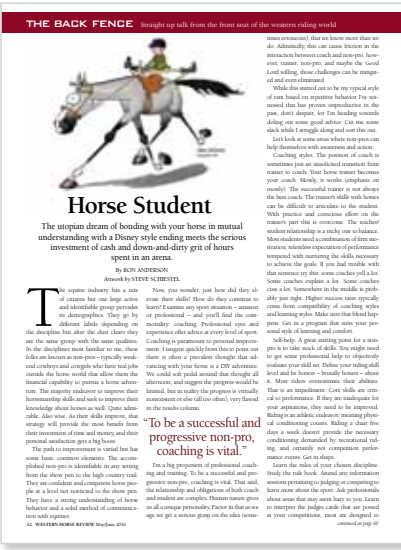 THE BACK FENCE Straight up talk from the front seat of the western riding world
Horse Student
The utopian dream of bonding with your horse in mutual
understanding with a Disney style ending meets the serious
investment of cash and down-and-dirty grit of hours
spent in an arena.
By RON ANDERSON
Artwork by STEVE SCHIESTEL
The equine industry has a mix
of citizens but one large active
and identifiable group pervades
its demographics. They go by
different labels depending on
the discipline but after the dust clears they
are the same group with the same qualities.
In the disciplines most familiar to me, these
folks are known as non-pros – typically week-
end cowboys and cowgirls who have real jobs
outside the horse world that allow them the
financial capability to pursue a horse adven-
ture. The majority endeavor to improve their
horsemanship skills and seek to improve their
knowledge about horses as well. Quite admi-
rable. Also wise. As their skills improve, that
strategy will provide the most benefit from
their investment of time and money, and their
personal satisfaction gets a big boost.
The path to improvement is varied but has
some basic common elements. The accom-
plished non-pro is identifiable in any setting
from the show pen to the high country trail.
They are confident and competent horse peo-
ple at a level not restricted to the show pen.
They have a strong understanding of horse
behavior and a solid method of communica-
tion with equines.
Now, you wonder, just how did they el-
evate their skills? How do they continue to
learn? Examine any sport situation – amateur
or professional – and you'll find the com-
monality: coaching. Professional eyes and
experience offer advice at every level of sport.
Coaching is paramount to personal improve-
ment. I tangent quickly from this to point out
there is often a prevalent thought that ad-
vancing with your horse is a DIY adventure.
We could soft pedal around that thought all
afternoon, and suggest the progress would be
limited, but in reality the progress is virtually
nonexistent or else (all too often), very flawed
in the results column.
“To be a successful and
progressive non-pro,
coaching is vital.”
I'm a big proponent of professional coach-
ing and training. To be a successful and pro-
gressive non-pro, coaching is vital. That said,
the relationship and obligations of both coach
and student are complex. Human nature gives
us all a unique personality. Factor in that as we
age we get a serious grasp on the idea (some-
times erroneous), that we know more than we
do. Admittedly, this can cause friction in the
interaction between coach and non-pro, how-
ever, trainer, non-pro, and maybe the Good
Lord willing, those challenges can be mitigat-
ed and even eliminated.
While this started out to be my typical style
of rant based on repetitive behavior I've wit-
nessed that has proven unproductive in the
past, don't despair, for I'm heading towards
doling out some good advice. Cut me some
slack while I struggle along and sort this out.
Let's look at some areas where non-pros can
help themselves with awareness and action.
Coaching styles. The position of coach is
sometimes just an unsolicited transition from
trainer to coach. Your horse trainer becomes
your coach. Mostly, it works (emphasis on
mostly). The successful trainer is not always
the best coach. The trainer's skills with horses
can be difficult to articulate to the student.
With practice and conscious effort on the
trainer's part this is overcome. The teacher/
student relationship is a tricky one to balance.
Most students need a combination of firm mo-
tivation, relentless expectation of performance
tempered with nurturing the skills necessary
to achieve the goals. If you had trouble with
that sentence try this: some coaches yell a lot.
Some coaches explain a lot. Some coaches
cuss a lot. Somewhere in the middle is prob-
ably just right. Higher success rates typically
come from compatibility of coaching styles
and learning styles. Make sure that blend hap-
pens. Get in a program that suits your per-
sonal style of learning and comfort.
Self-help. A great starting point for a non-
pro is to take stock of skills. You might need
to get some professional help to objectively
evaluate your skill set. Define your riding skill
level and be honest – brutally honest – about
it. Most riders overestimate their abilities.
That is an impediment. Core skills are criti-
cal to performance. If they are inadequate for
your aspirations, they need to be improved.
Riding is an athletic endeavor, meaning physi-
cal conditioning counts. Riding a chair five
days a week doesn't provide the necessary
conditioning demanded by recreational rid-
ing, and certainly not competition perfor-
mance events. Get in shape.
Learn the rules of your chosen discipline.
Study the rule book. Attend any information
sessions pertaining to judging or competing to
learn more about the sport. Ask professionals
about areas that may seem hazy to you. Learn
to interpret the judges cards that are posted
at your competitions, most are designed to
continued on page 60
62 WESTERN HORSE REVIEW May/June 2016